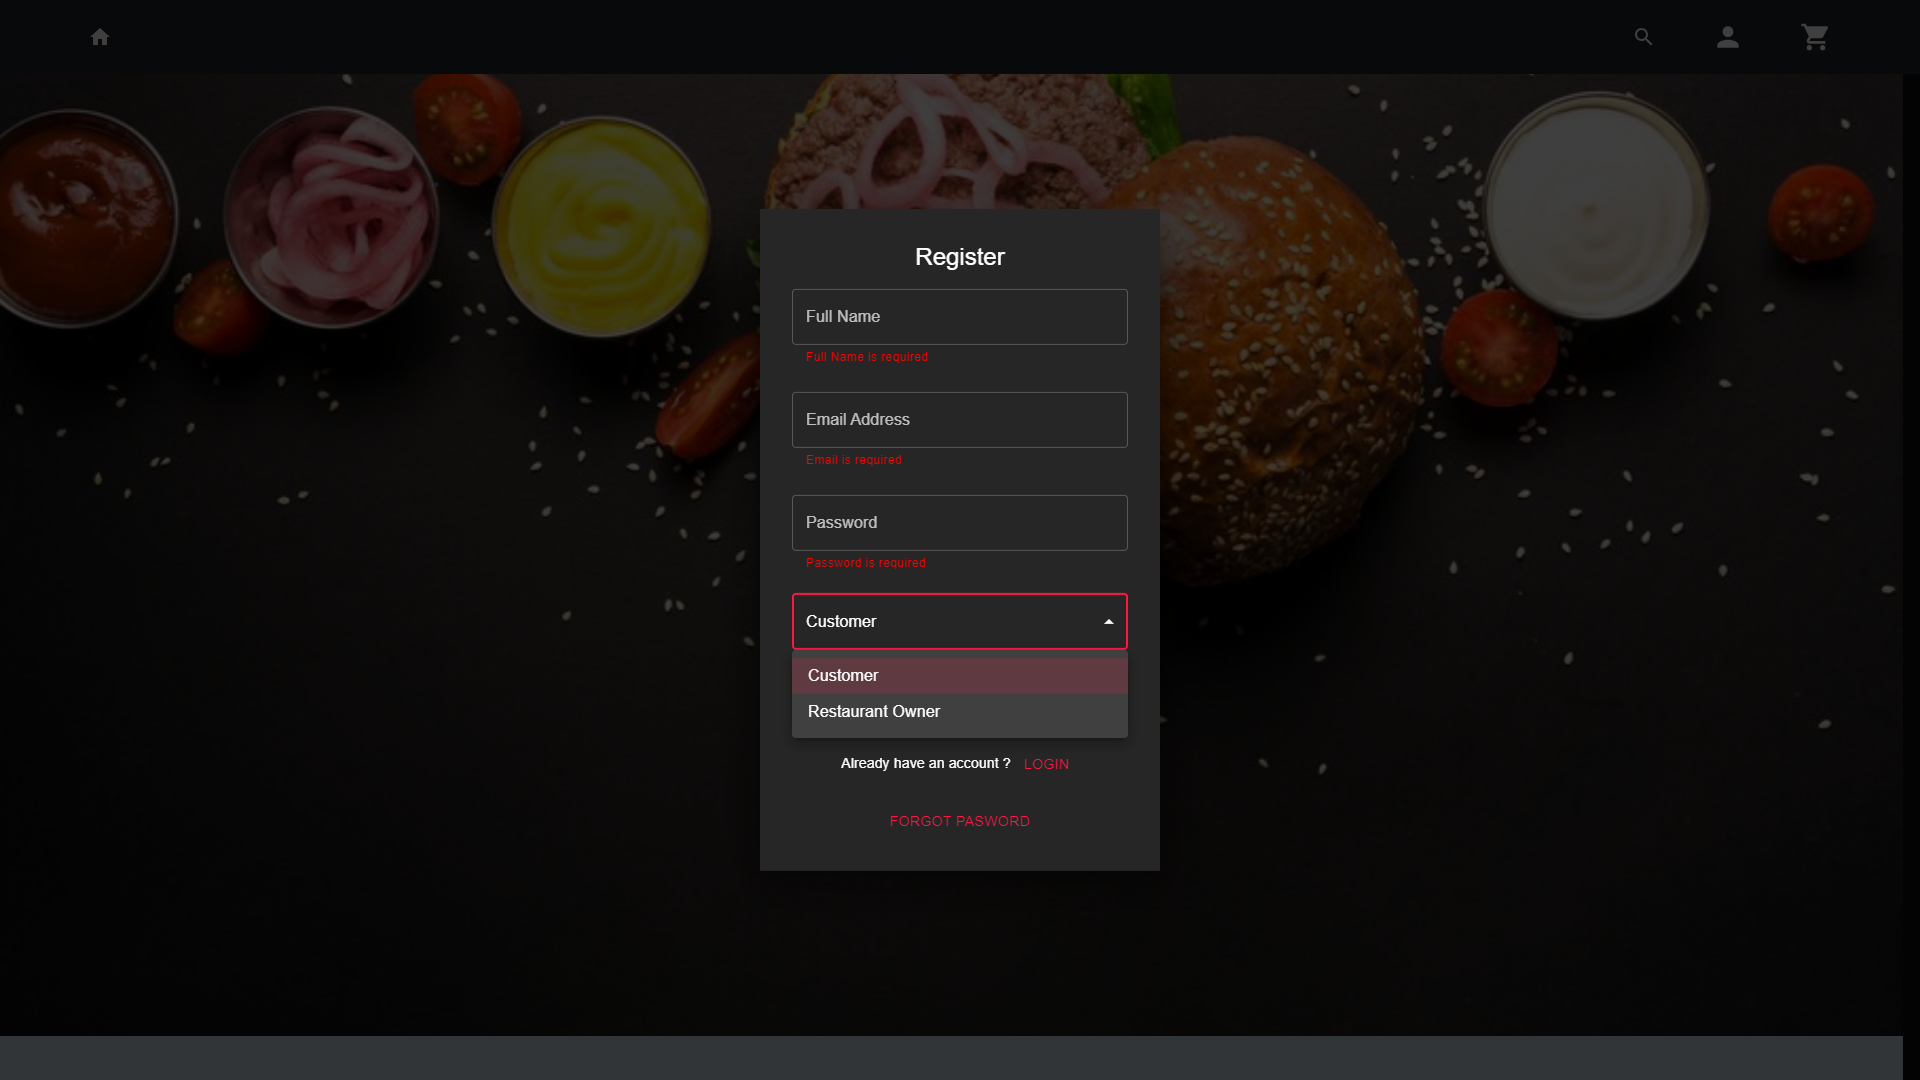 Register
Full Name
Full Name is required
Email Address
Email is required
Password
Password is required
Customer
Customer
Restaurant Owner
Already have an account ? LOGIN
FORGOT PASWORD